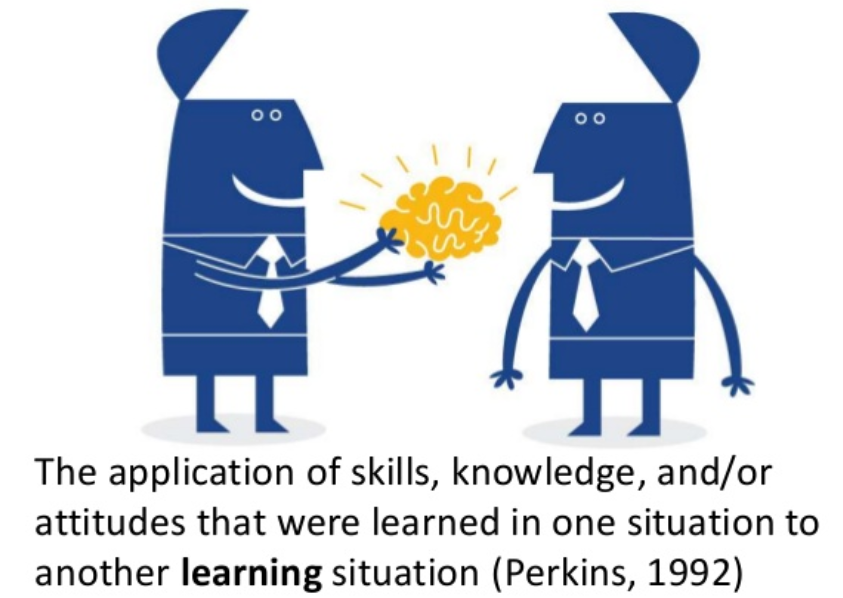 The application of skills, knowledge, and/or
attitudes that were learned in one situation to
another learning situation (Perkins, 1992)